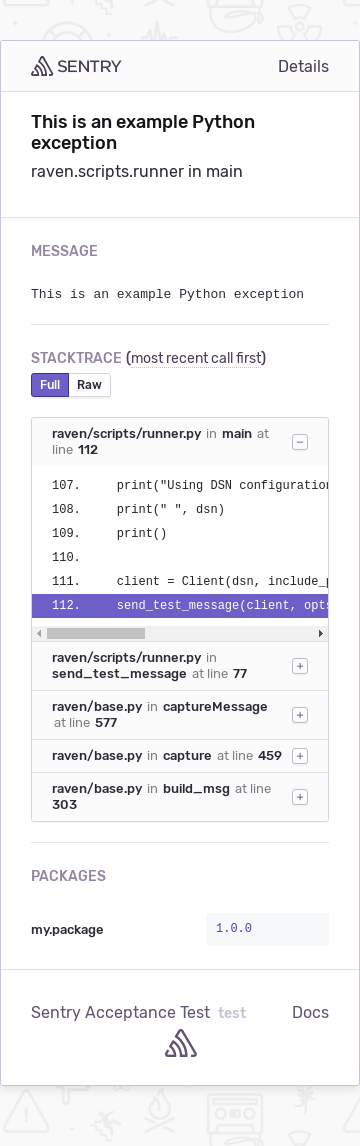 SENTRY Details
This is an example Python
exception
raven.scripts.runner in main
MESSAGE
This is an example Python exception
STACKTRACE (most recent call first)
Full Raw
raven/scripts/runner.py in main at
line 112
107. print("Using DSN configuration
108. print(" ", dsn)
109. print()
110.
111. client = Client(dsn, include_p
112. send_test_message(client, opts
raven/scripts/runner.py in
send_test_message at line 77
raven/base.py in captureMessage
at line 577
raven/base.py in capture at line 459
raven/base.py in build_msg at line
303
PACKAGES
my.package 1.0.0
Sentry Acceptance Test test Docs